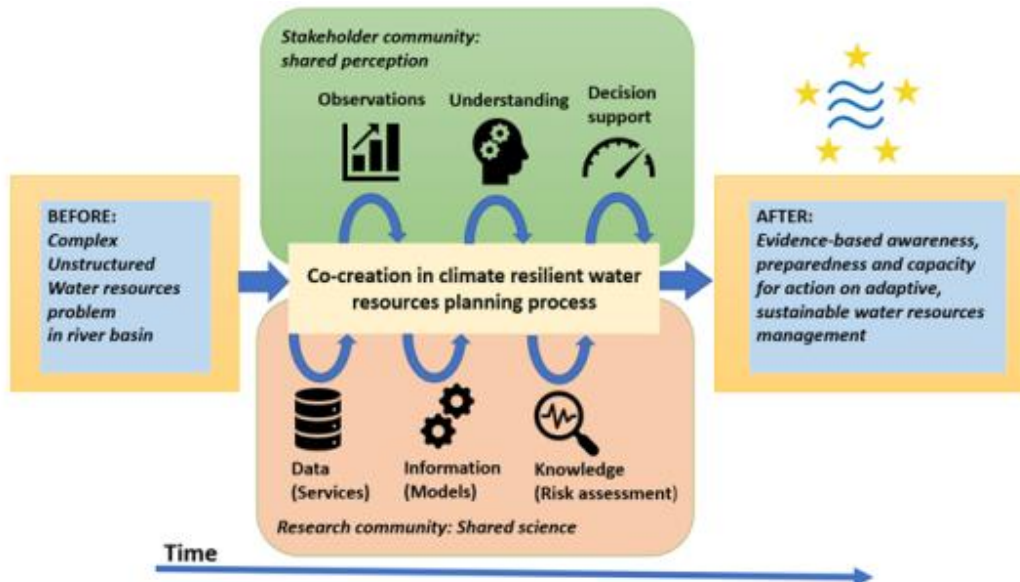 Stakeholder community:
shared perception
Observations
Understanding
Decision
support
BEFORE:
Complex
Unstructured
Water resources
problem
in river basin
Co-creation in climate resilient water
resources planning process
AFTER:
Evidence-based awareness,
preparedness and capacity
for action on adaptive,
sustainable water resources
management
Data
(Services)
Information
(Models)
Knowledge
(Risk assessment)
Research community: Shared science
Time